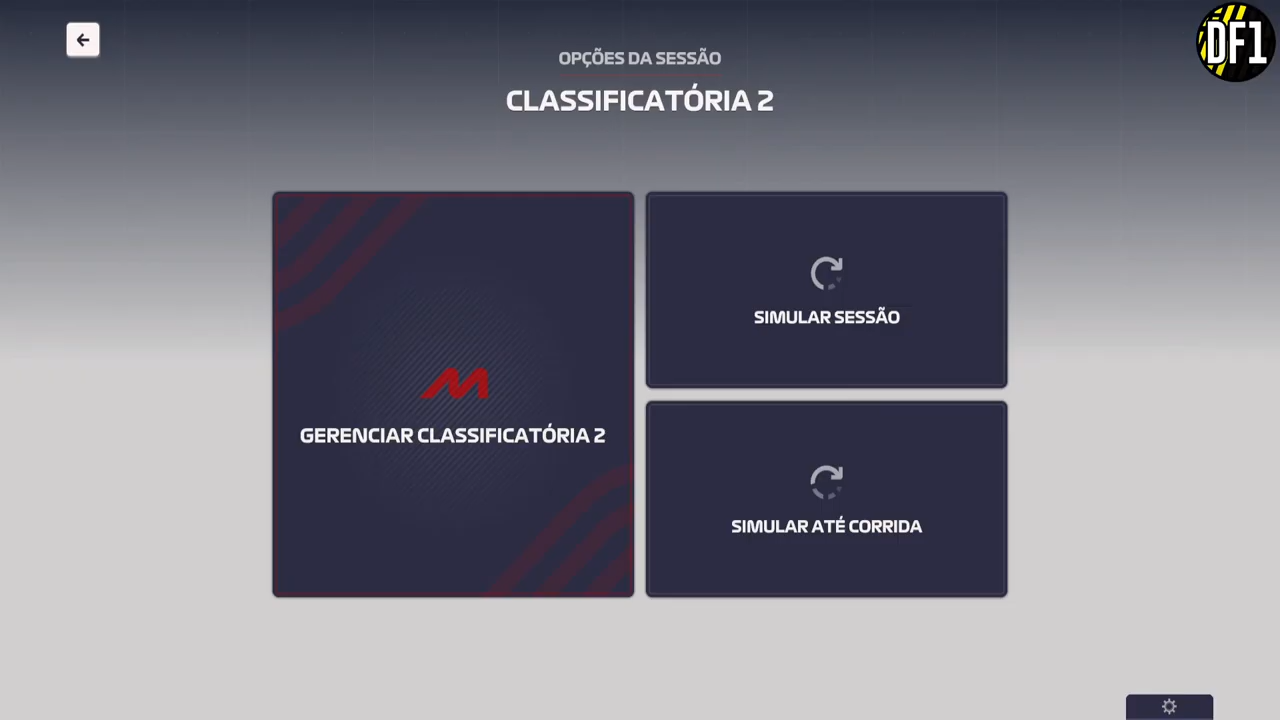 DF1
OPÇÕES DA SESSÃO
CLASSIFICATÓRIA 2
GERENCIAR CLASSIFICATÓRIA 2
SIMULAR SESSÃO
SIMULAR ATÉ CORRIDA